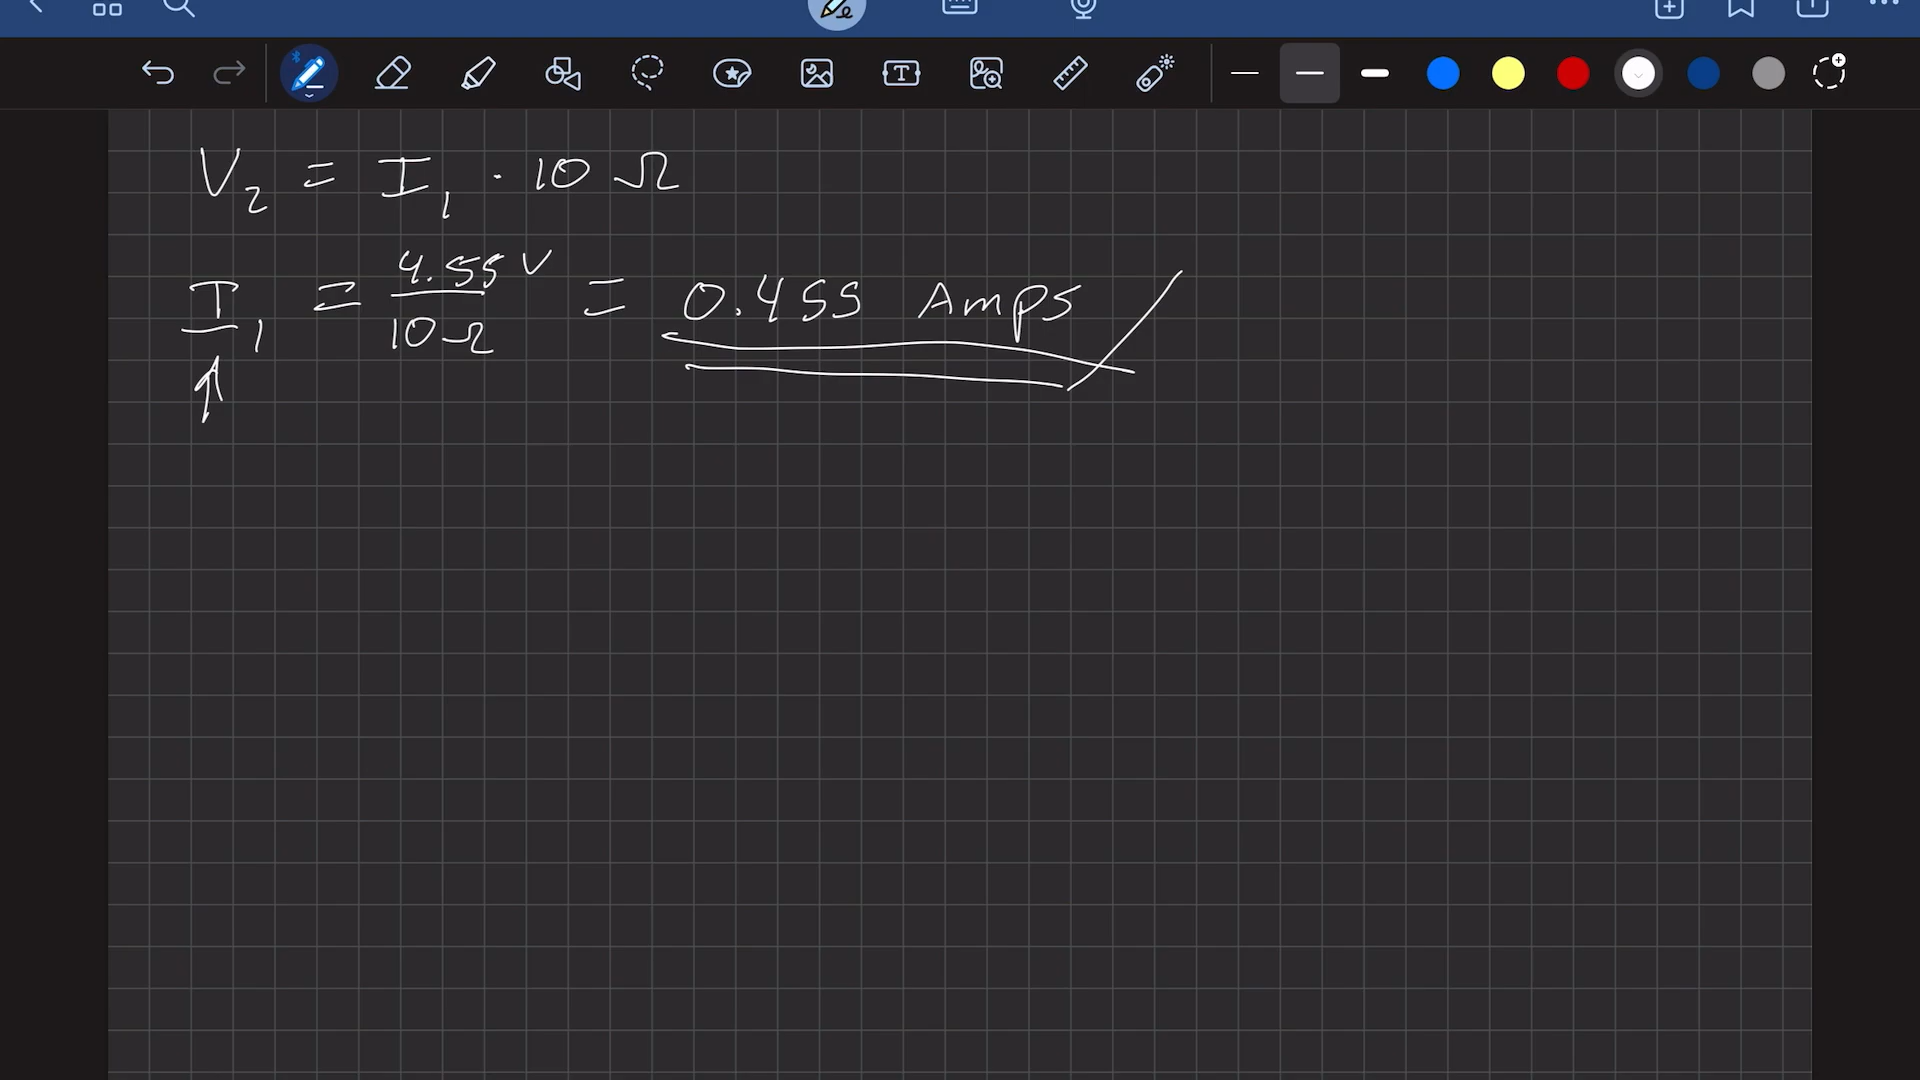 V₂ = I₁ · 10 Ω
I₁ = 4.55 V / 10 Ω = 0.455 Amps